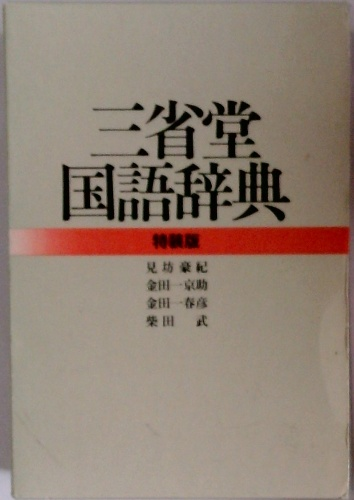 三省堂
国語辞典
特装版
見坊豪紀
金田一京助
金田一春彦
柴田 武